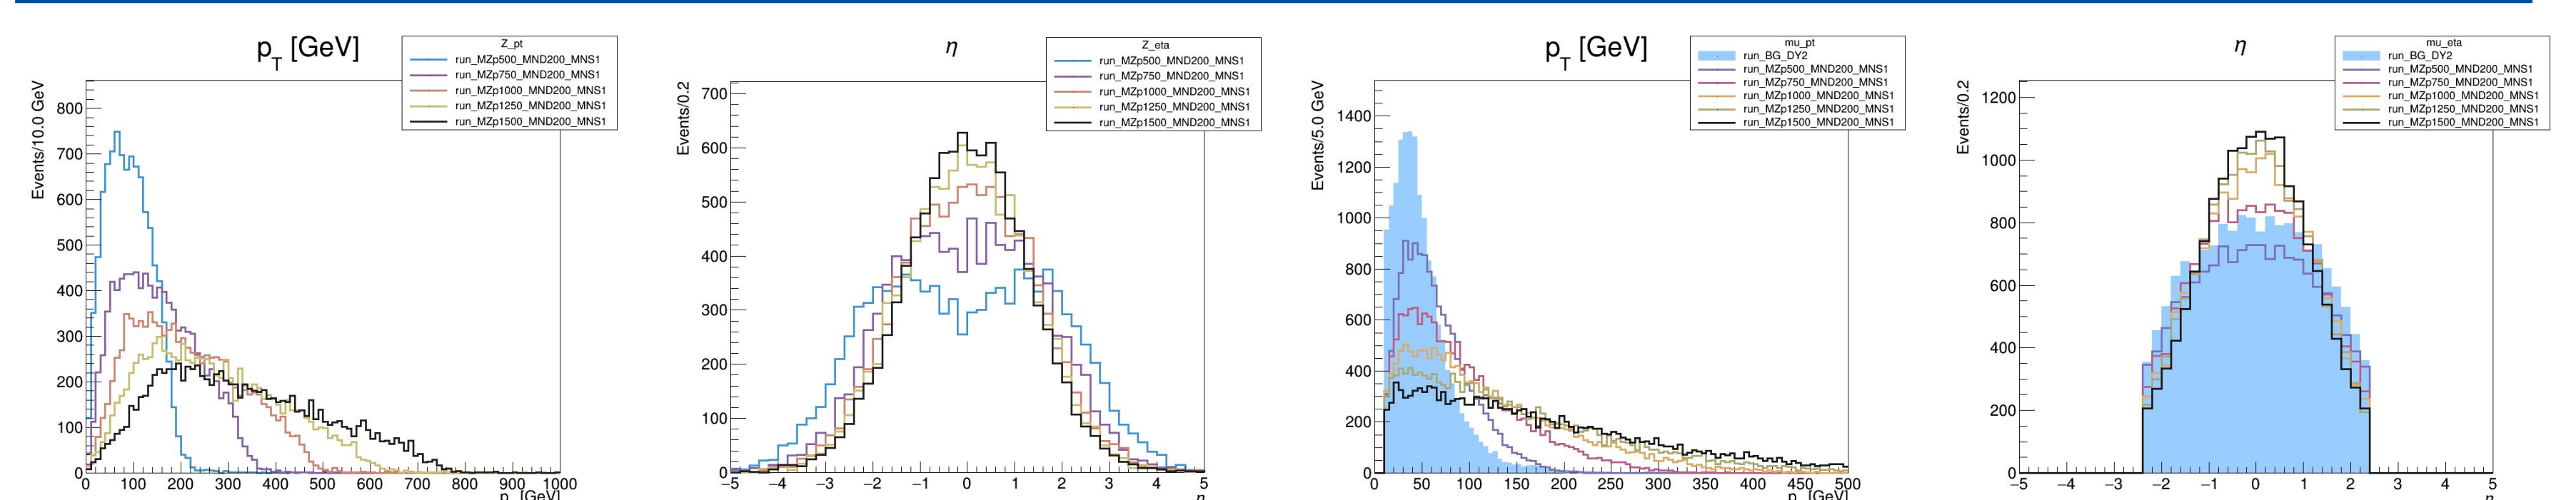 p_T [GeV]
Z_pt
run_MZp500_MND200_MNS1
run_MZp750_MND200_MNS1
run_MZp1000_MND200_MNS1
run_MZp1250_MND200_MNS1
run_MZp1500_MND200_MNS1
Events/10.0 GeV
800
700
600
500
400
300
200
100
0
0 100 200 300 400 500 600 700 800 900 1000
p [GeV]
η
Z_eta
run_MZp500_MND200_MNS1
run_MZp750_MND200_MNS1
run_MZp1000_MND200_MNS1
run_MZp1250_MND200_MNS1
run_MZp1500_MND200_MNS1
Events/0.2
700
600
500
400
300
200
100
0
−5 −4 −3 −2 −1 0 1 2 3 4 5
η
p_T [GeV]
mu_pt
run_BG_DY2
run_MZp500_MND200_MNS1
run_MZp750_MND200_MNS1
run_MZp1000_MND200_MNS1
run_MZp1250_MND200_MNS1
run_MZp1500_MND200_MNS1
Events/5.0 GeV
1400
1200
1000
800
600
400
200
0
0 50 100 150 200 250 300 350 400 450 500
p [GeV]
η
mu_eta
run_BG_DY2
run_MZp500_MND200_MNS1
run_MZp750_MND200_MNS1
run_MZp1000_MND200_MNS1
run_MZp1250_MND200_MNS1
run_MZp1500_MND200_MNS1
Events/0.2
1200
1000
800
600
400
200
0
−5 −4 −3 −2 −1 0 1 2 3 4 5
η